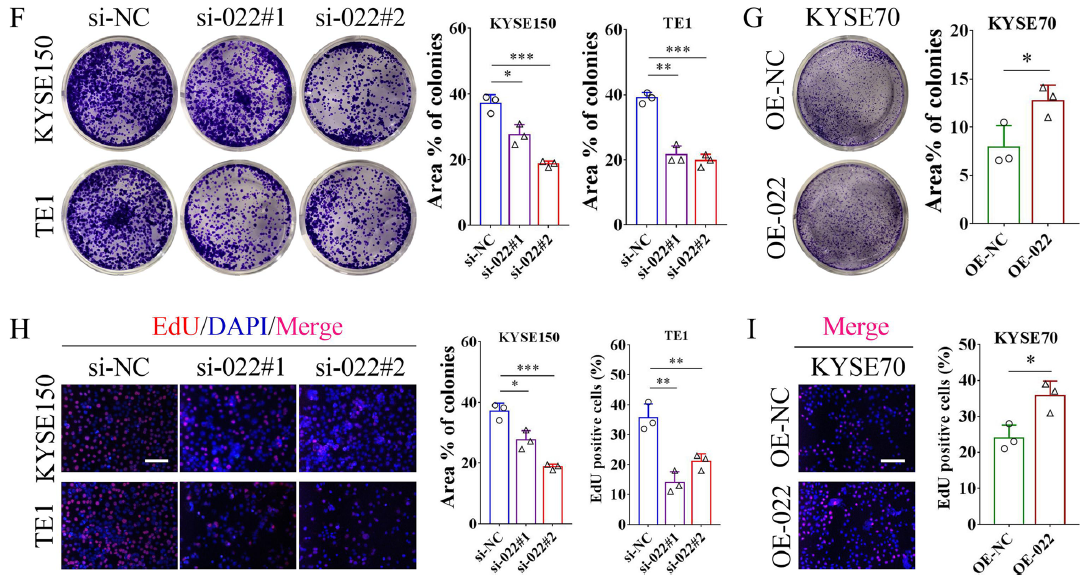 F
si-NC si-022#1 si-022#2
KYSE150
TE1
KYSE150
Area % of colonies
60
40
20
0
***
*
si-NC
si-022#1
si-022#2
TE1
Area % of colonies
60
40
20
0
***
**
si-NC
si-022#1
si-022#2
G
KYSE70
OE-NC
OE-022
KYSE70
Area% of colonies
20
15
10
5
0
*
OE-NC
OE-022
H
EdU/DAPI/Merge
si-NC si-022#1 si-022#2
KYSE150
TE1
KYSE150
Area % of colonies
60
40
20
0
***
*
si-NC
si-022#1
si-022#2
TE1
EdU positive cells (%)
60
50
40
30
20
10
0
**
**
si-NC
si-022#1
si-022#2
I
Merge
KYSE70
OE-NC
OE-022
KYSE70
EdU positive cells (%)
50
40
30
20
10
0
*
OE-NC
OE-022